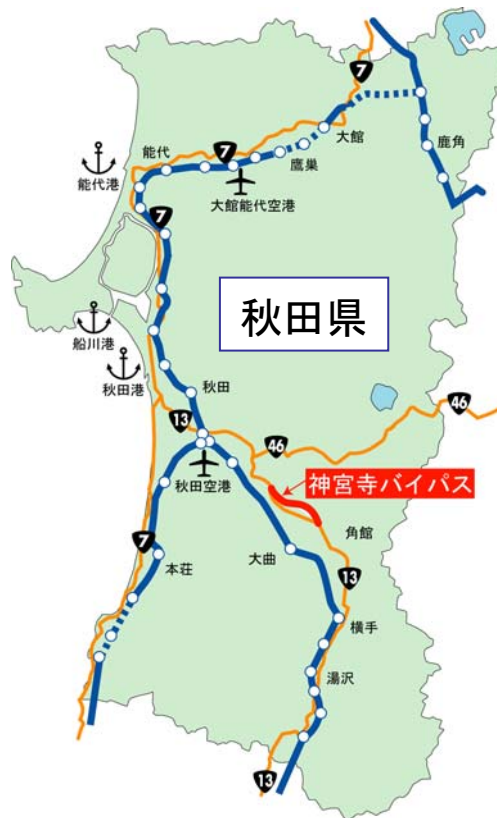 7
大館
鹿角
能代
7
鷹巣
能代港
大館能代空港
7
秋田県
船川港
秋田港
秋田
13
46
46
秋田空港
神宮寺バイパス
角館
大曲
7
本荘
13
横手
湯沢
13